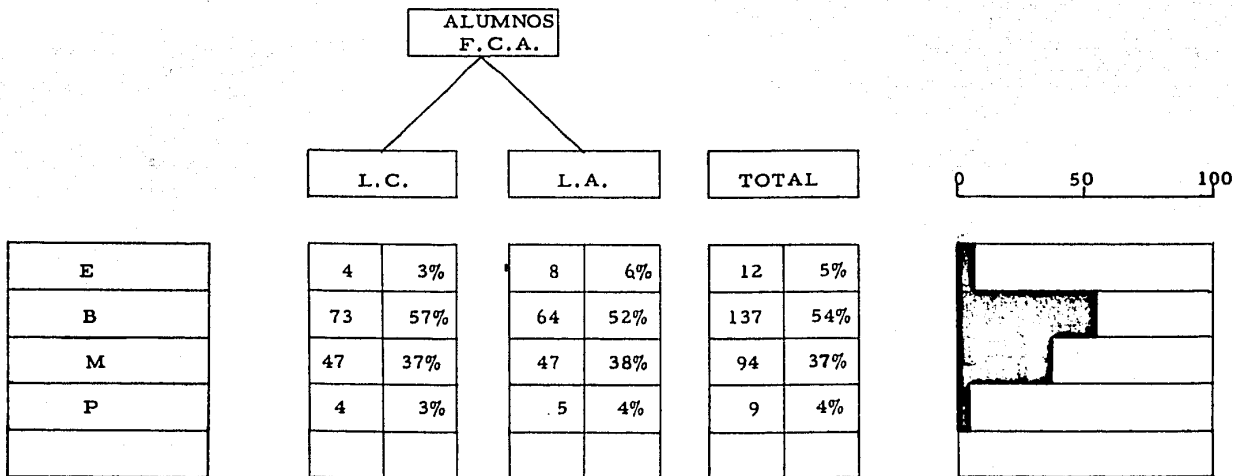 ALUMNOS
F.C.A.
L.C. L.A. TOTAL 0 50 100
E 4 3% 8 6% 12 5%
B 73 57% 64 52% 137 54%
M 47 37% 47 38% 94 37%
P 4 3% 5 4% 9 4%